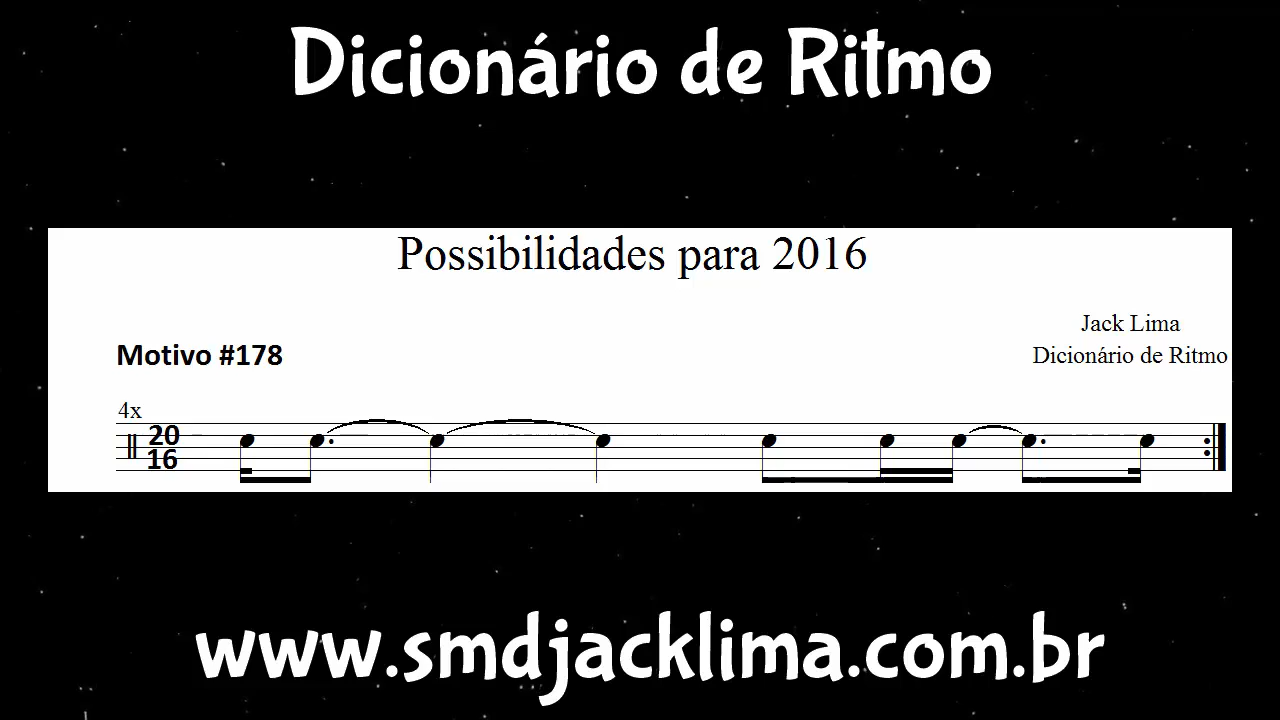 Dicionário de Ritmo
Possibilidades para 2016
Jack Lima
Motivo #178
Dicionário de Ritmo
4x
20
16
www.smdjacklima.com.br